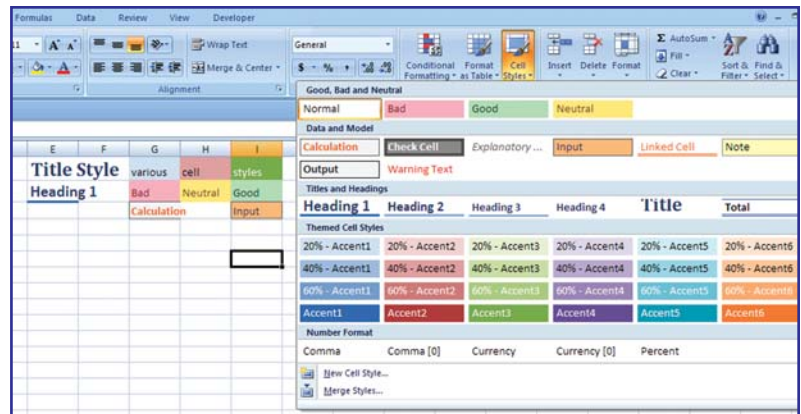 Formulas Data Review View Developer
Wrap Text General Σ AutoSum
Fill
Merge & Center $ % , Conditional Format Cell Insert Delete Format Clear Sort & Find &
Formatting as Table Styles Filter Select
Alignment
Good, Bad and Neutral
Normal Bad Good Neutral
Data and Model
Calculation Check Cell Explanatory ... Input Linked Cell Note
Output Warning Text
Titles and Headings
Heading 1 Heading 2 Heading 3 Heading 4 Title Total
Themed Cell Styles
20% - Accent1 20% - Accent2 20% - Accent3 20% - Accent4 20% - Accent5 20% - Accent6
40% - Accent1 40% - Accent2 40% - Accent3 40% - Accent4 40% - Accent5 40% - Accent6
60% - Accent1 60% - Accent2 60% - Accent3 60% - Accent4 60% - Accent5 60% - Accent6
Accent1 Accent2 Accent3 Accent4 Accent5 Accent6
Number Format
Comma Comma [0] Currency Currency [0] Percent
New Cell Style...
Merge Styles...
E F G H I
Title Style various cell styles
Heading 1 Bad Neutral Good
Calculation Input